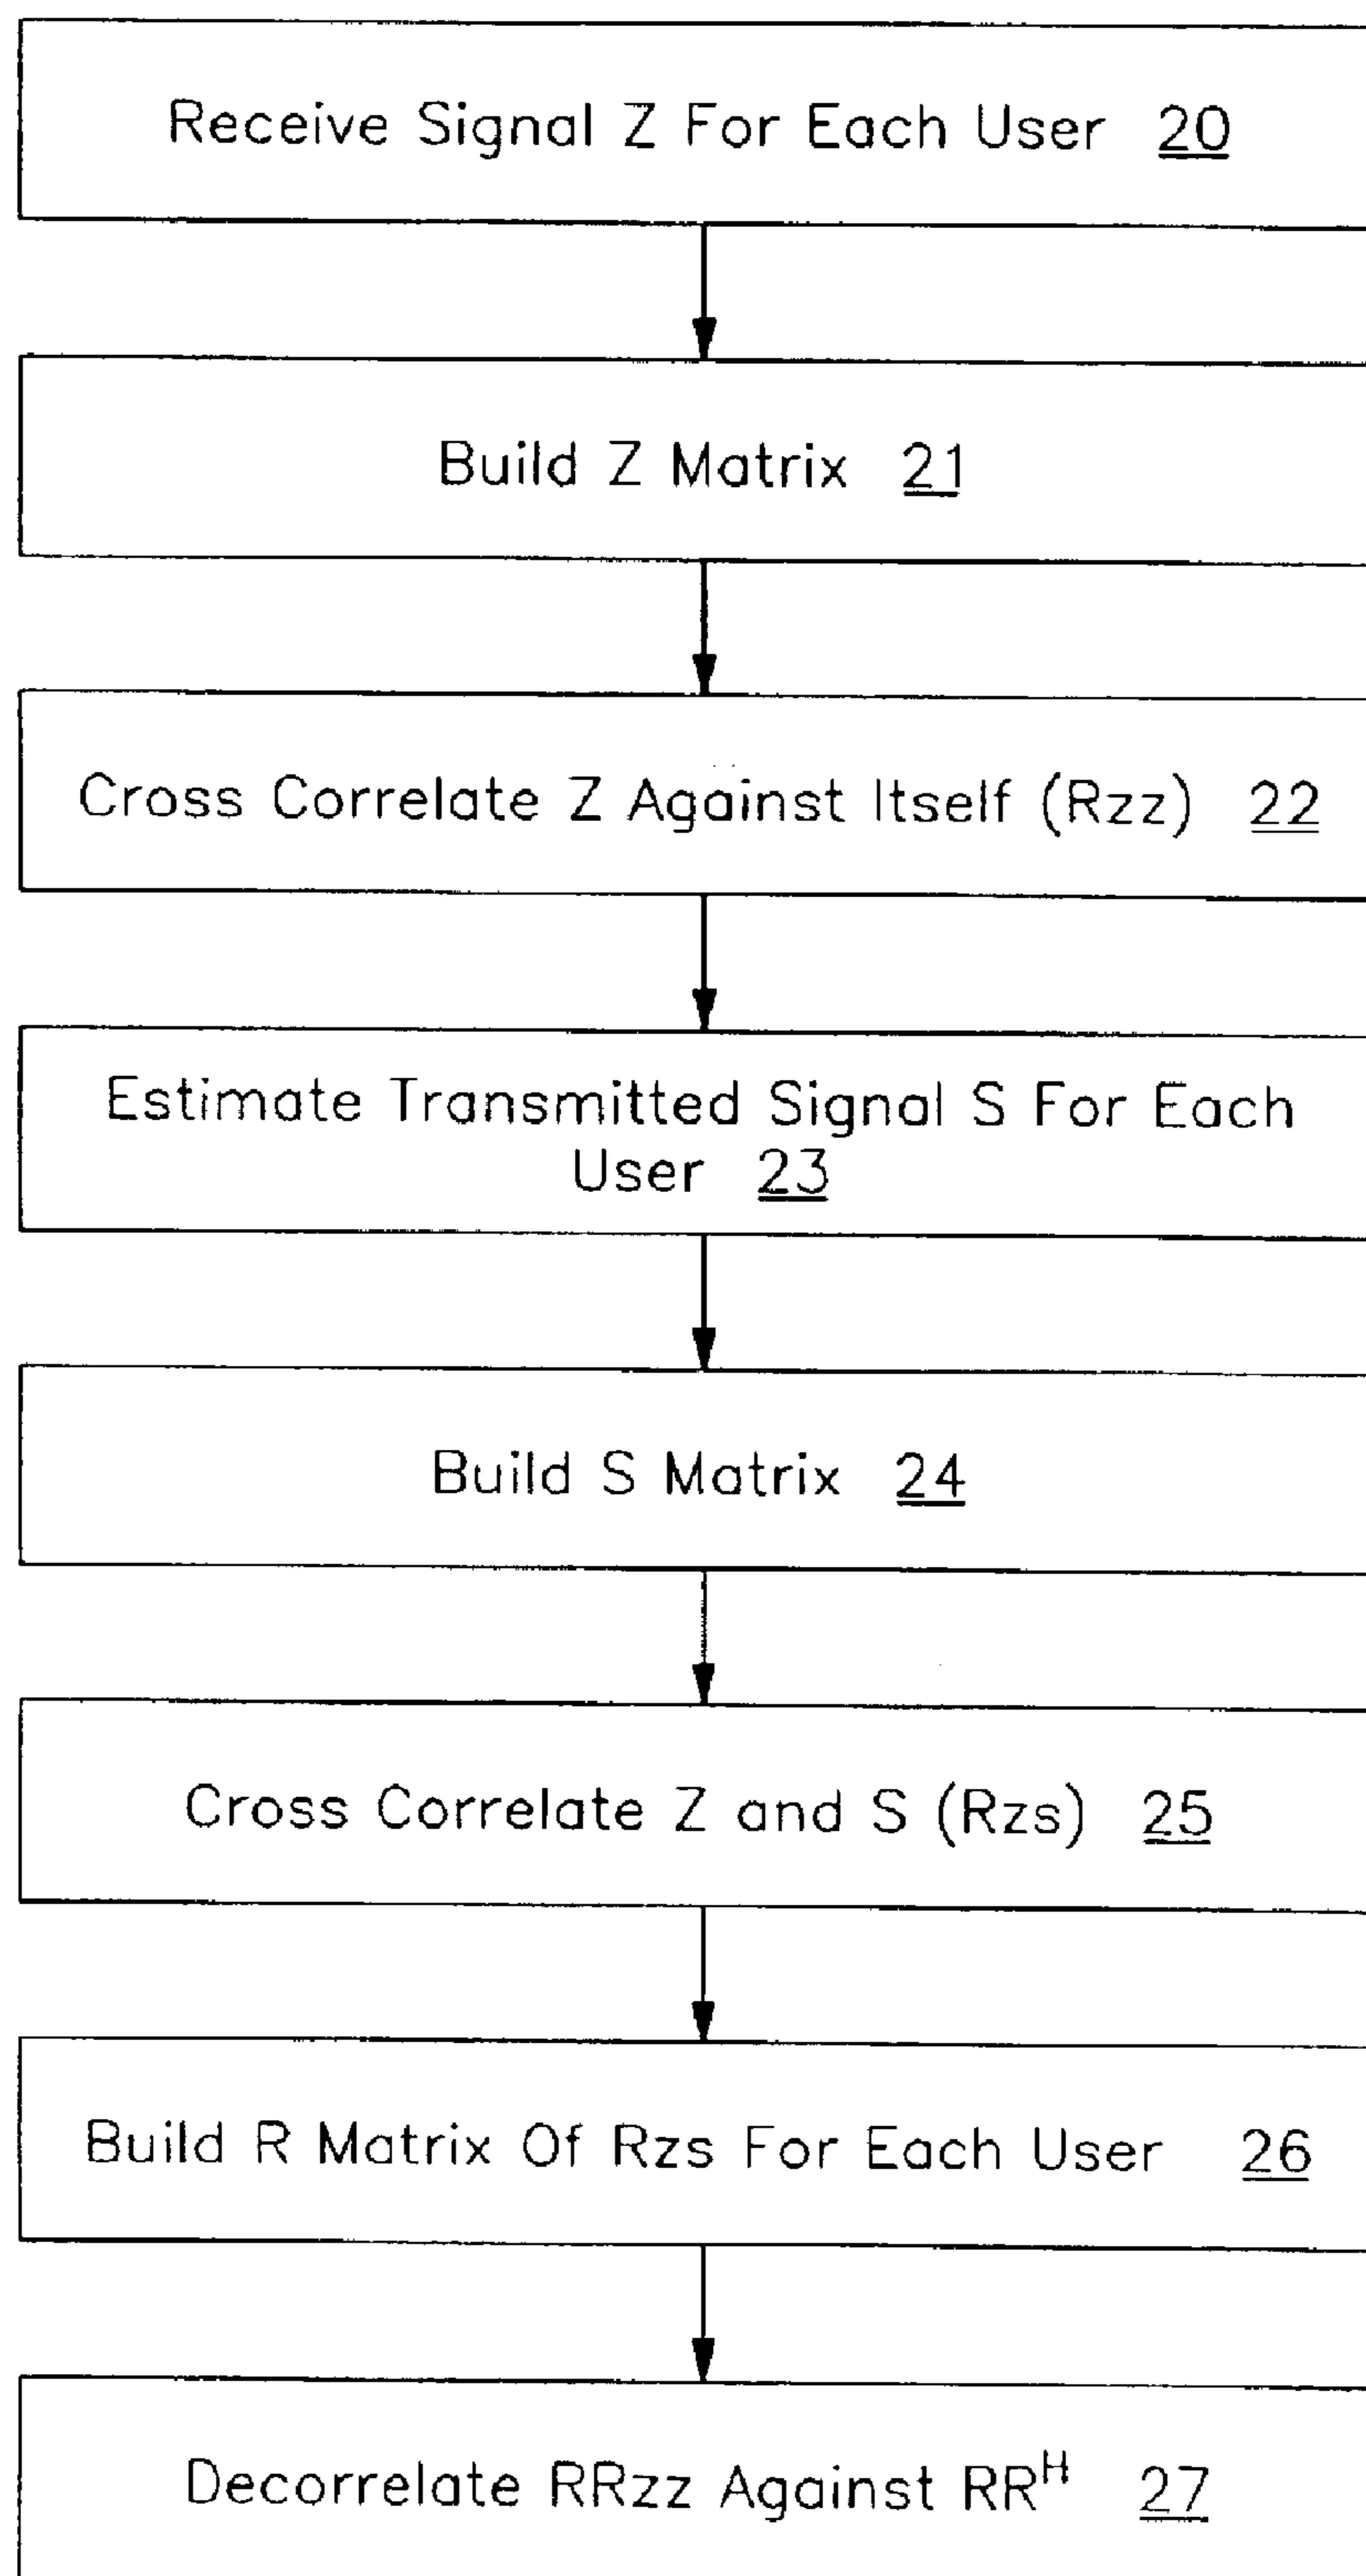 Receive Signal Z For Each User 20
Build Z Matrix 21
Cross Correlate Z Against Itself (Rzz) 22
Estimate Transmitted Signal S For Each
User 23
Build S Matrix 24
Cross Correlate Z and S (Rzs) 25
Build R Matrix Of Rzs For Each User 26
Decorrelate RRzz Against RR^H 27